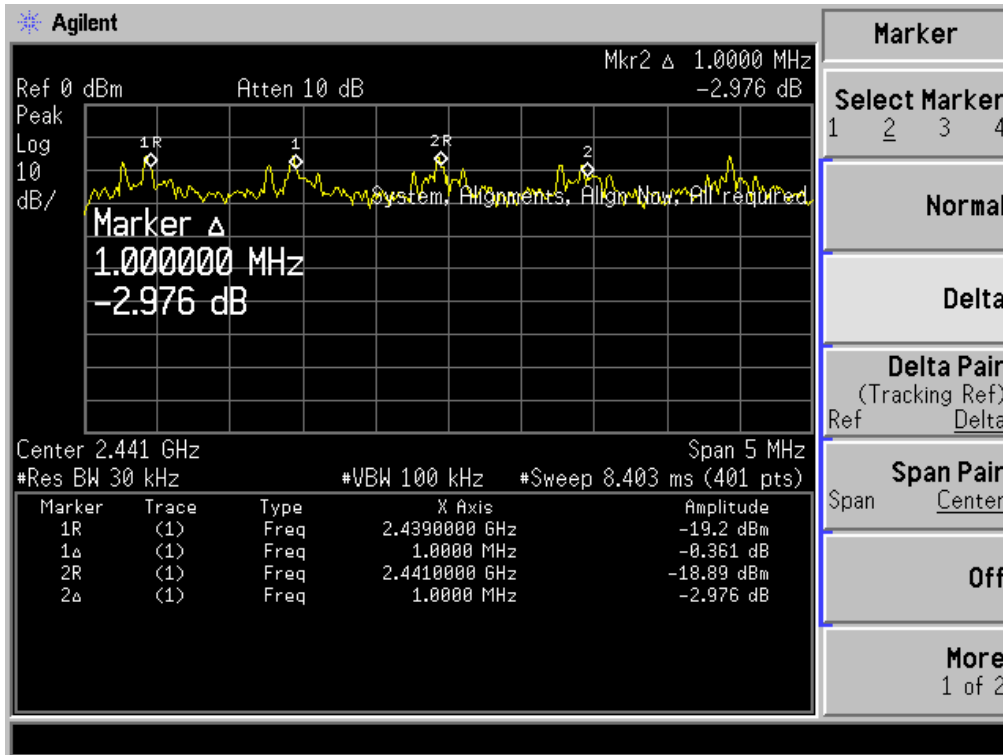 Agilent
Marker
Mkr2 Δ 1.0000 MHz
Ref 0 dBm Atten 10 dB -2.976 dB
Peak
Log
10
dB/
1R 1 2R 2
System, Alignments, Align Now, All required
Marker Δ
1.000000 MHz
-2.976 dB
Center 2.441 GHz Span 5 MHz
#Res BW 30 kHz #VBW 100 kHz #Sweep 8.403 ms (401 pts)
Marker Trace Type X Axis Amplitude
1R (1) Freq 2.4390000 GHz -19.2 dBm
1Δ (1) Freq 1.0000 MHz -0.361 dB
2R (1) Freq 2.4410000 GHz -18.89 dBm
2Δ (1) Freq 1.0000 MHz -2.976 dB
Select Marker
1 2 3 4
Normal
Delta
Delta Pair
(Tracking Ref)
Ref Delta
Span Pair
Span Center
Off
More
1 of 2